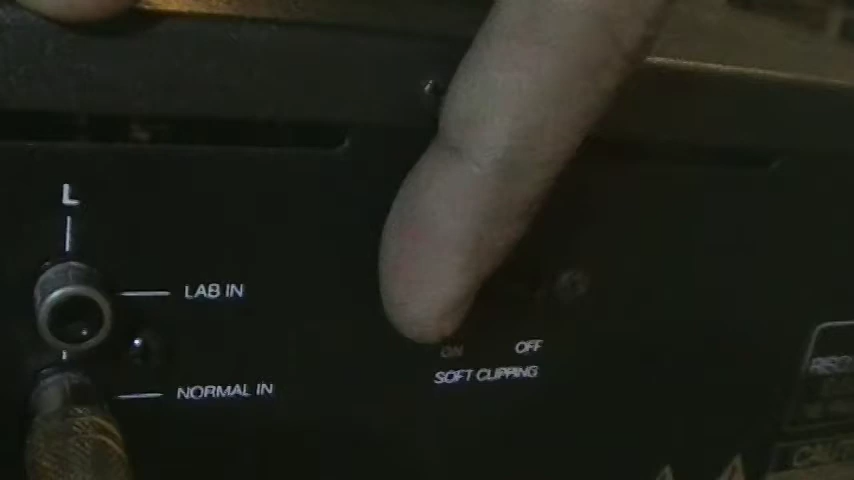 L
LAB IN
NORMAL IN
ON OFF
SOFT CLIPPING